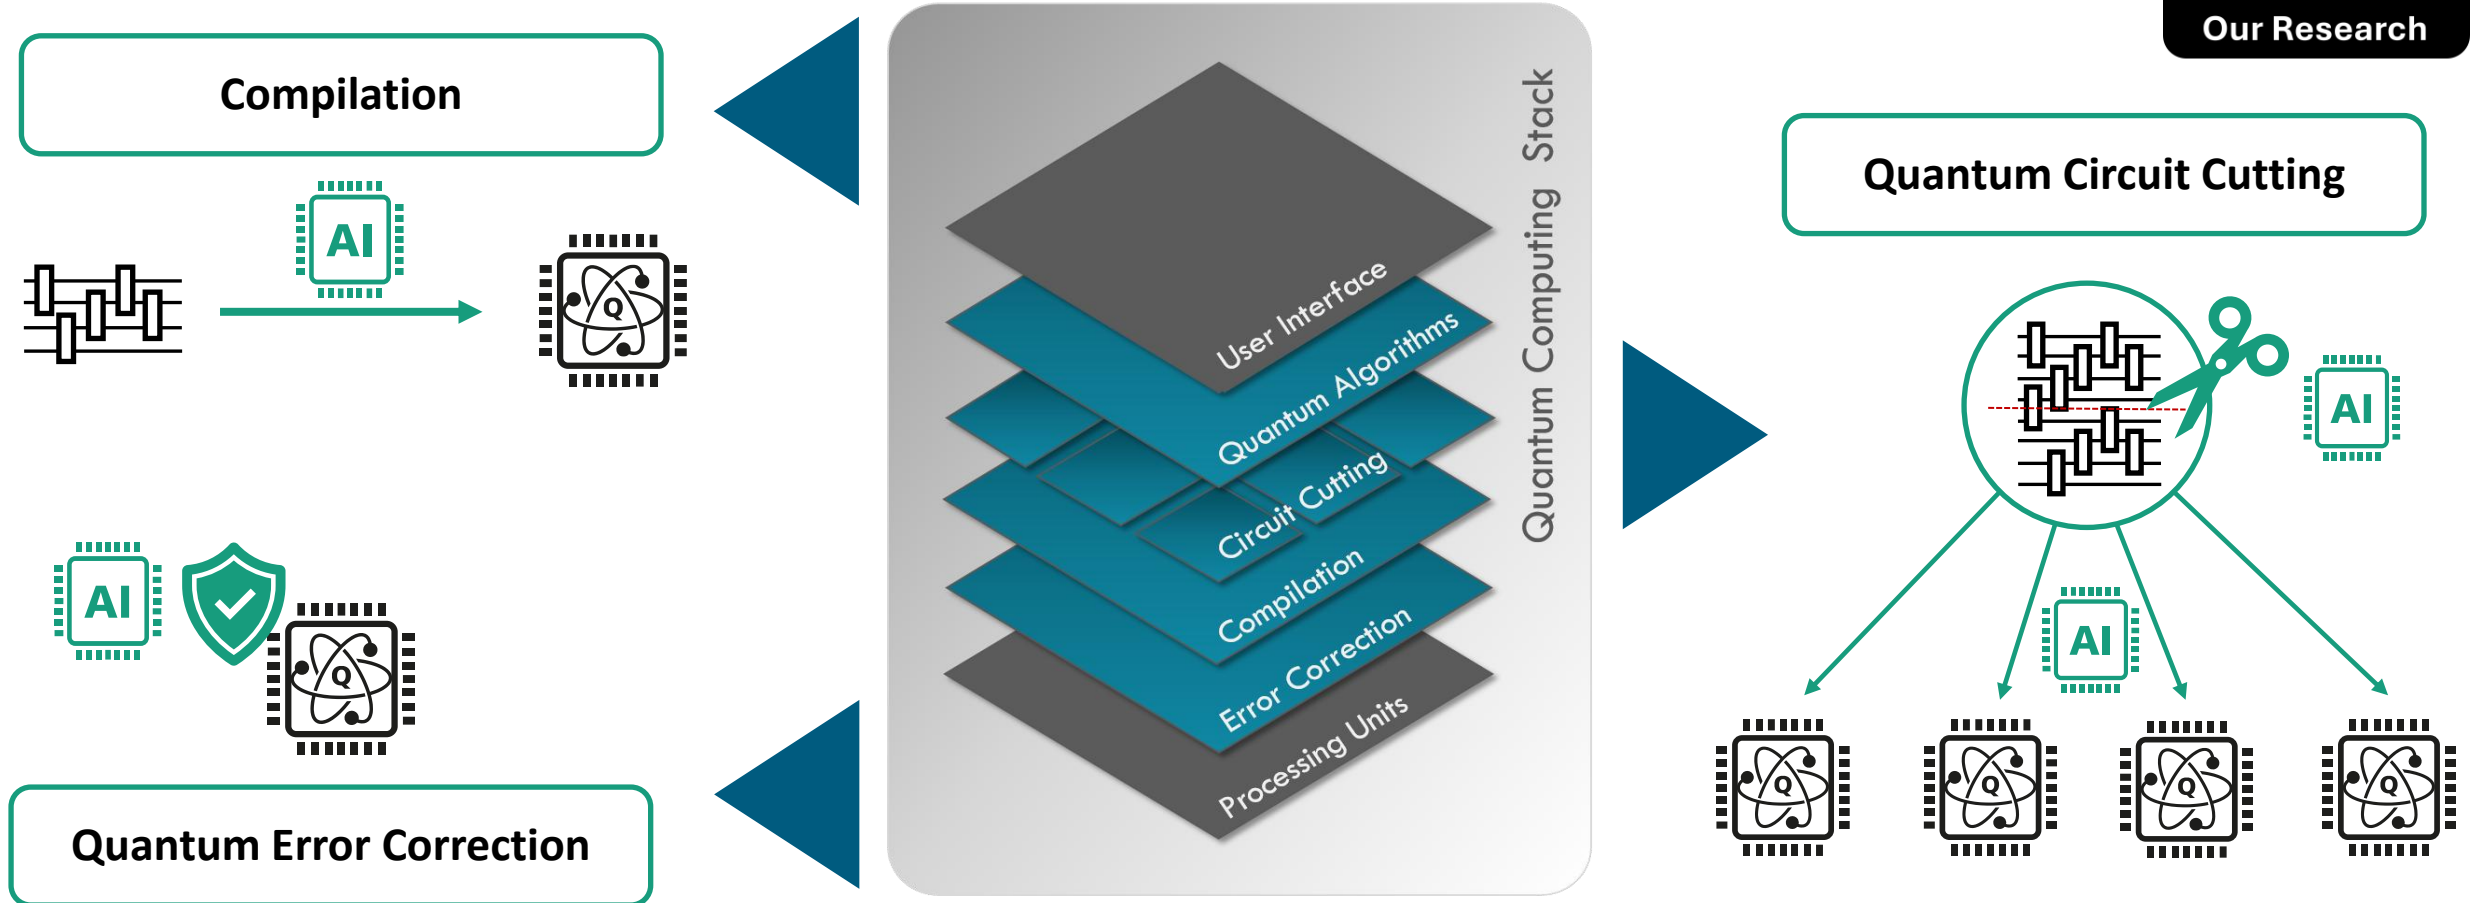 Our Research
Compilation
AI
Q
AI
Q
Quantum Error Correction
Quantum Computing Stack
User Interface
Quantum Algorithms
Circuit Cutting
Compilation
Error Correction
Processing Units
Quantum Circuit Cutting
AI
AI
Q
Q
Q
Q